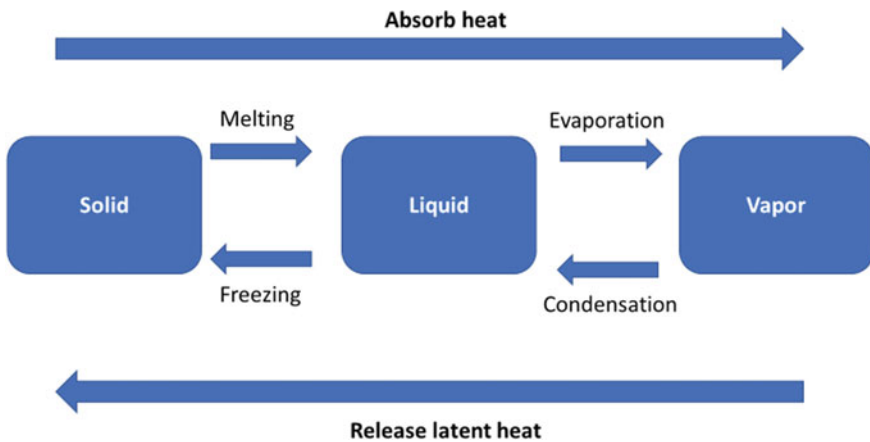 Absorb heat
Melting
Evaporation
Solid
Liquid
Vapor
Freezing
Condensation
Release latent heat